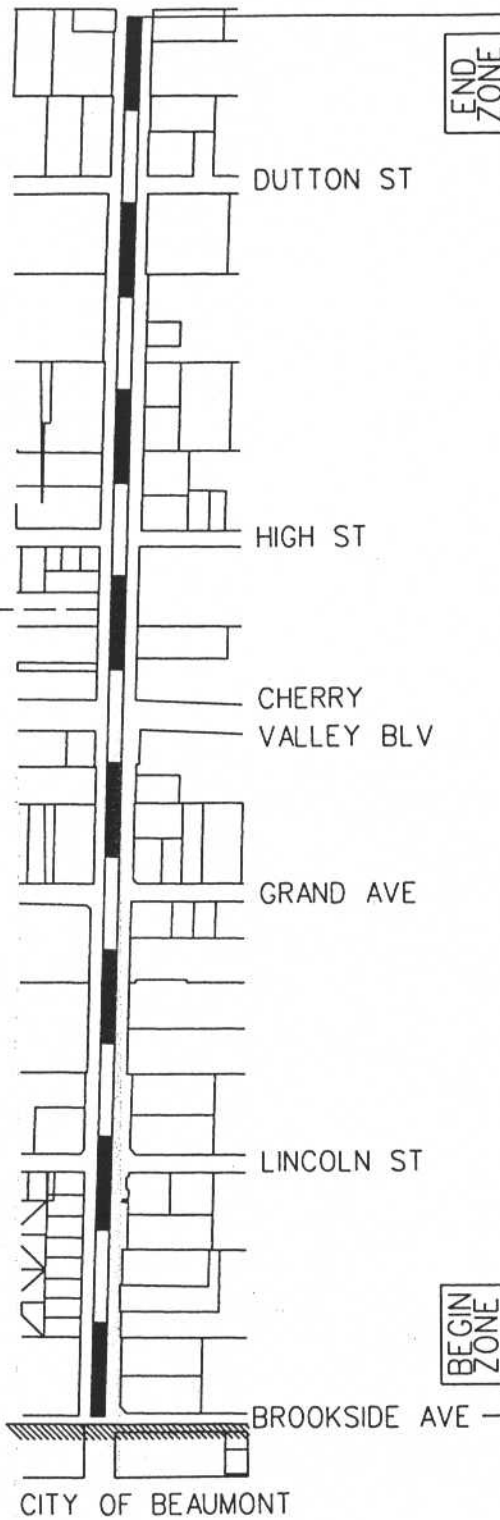 END
ZONE
DUTTON ST
HIGH ST
CHERRY
VALLEY BLV
GRAND AVE
LINCOLN ST
BEGIN
ZONE
BROOKSIDE AVE
CITY OF BEAUMONT